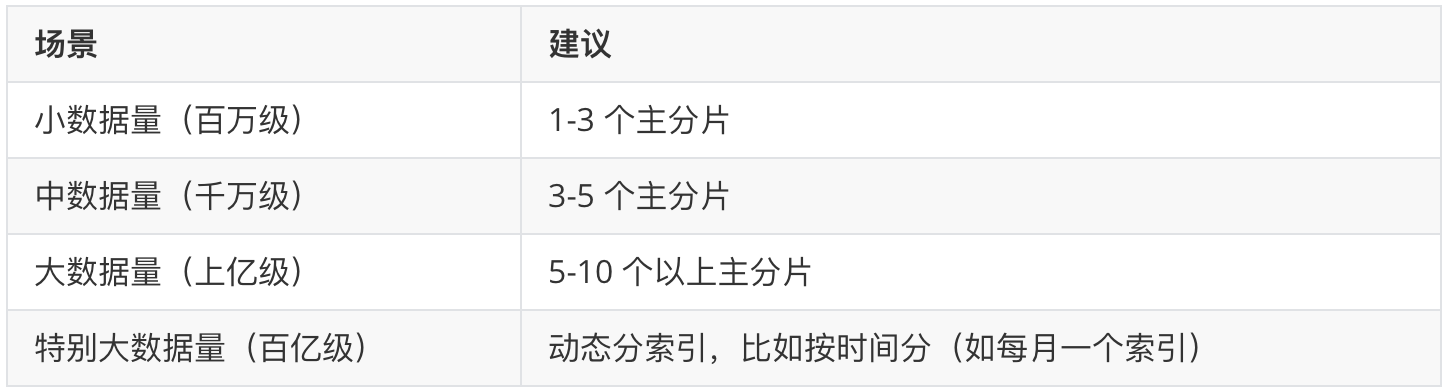 场景 建议
小数据量（百万级） 1-3 个主分片
中数据量（千万级） 3-5 个主分片
大数据量（上亿级） 5-10 个以上主分片
特别大数据量（百亿级） 动态分索引，比如按时间分（如每月一个索引）